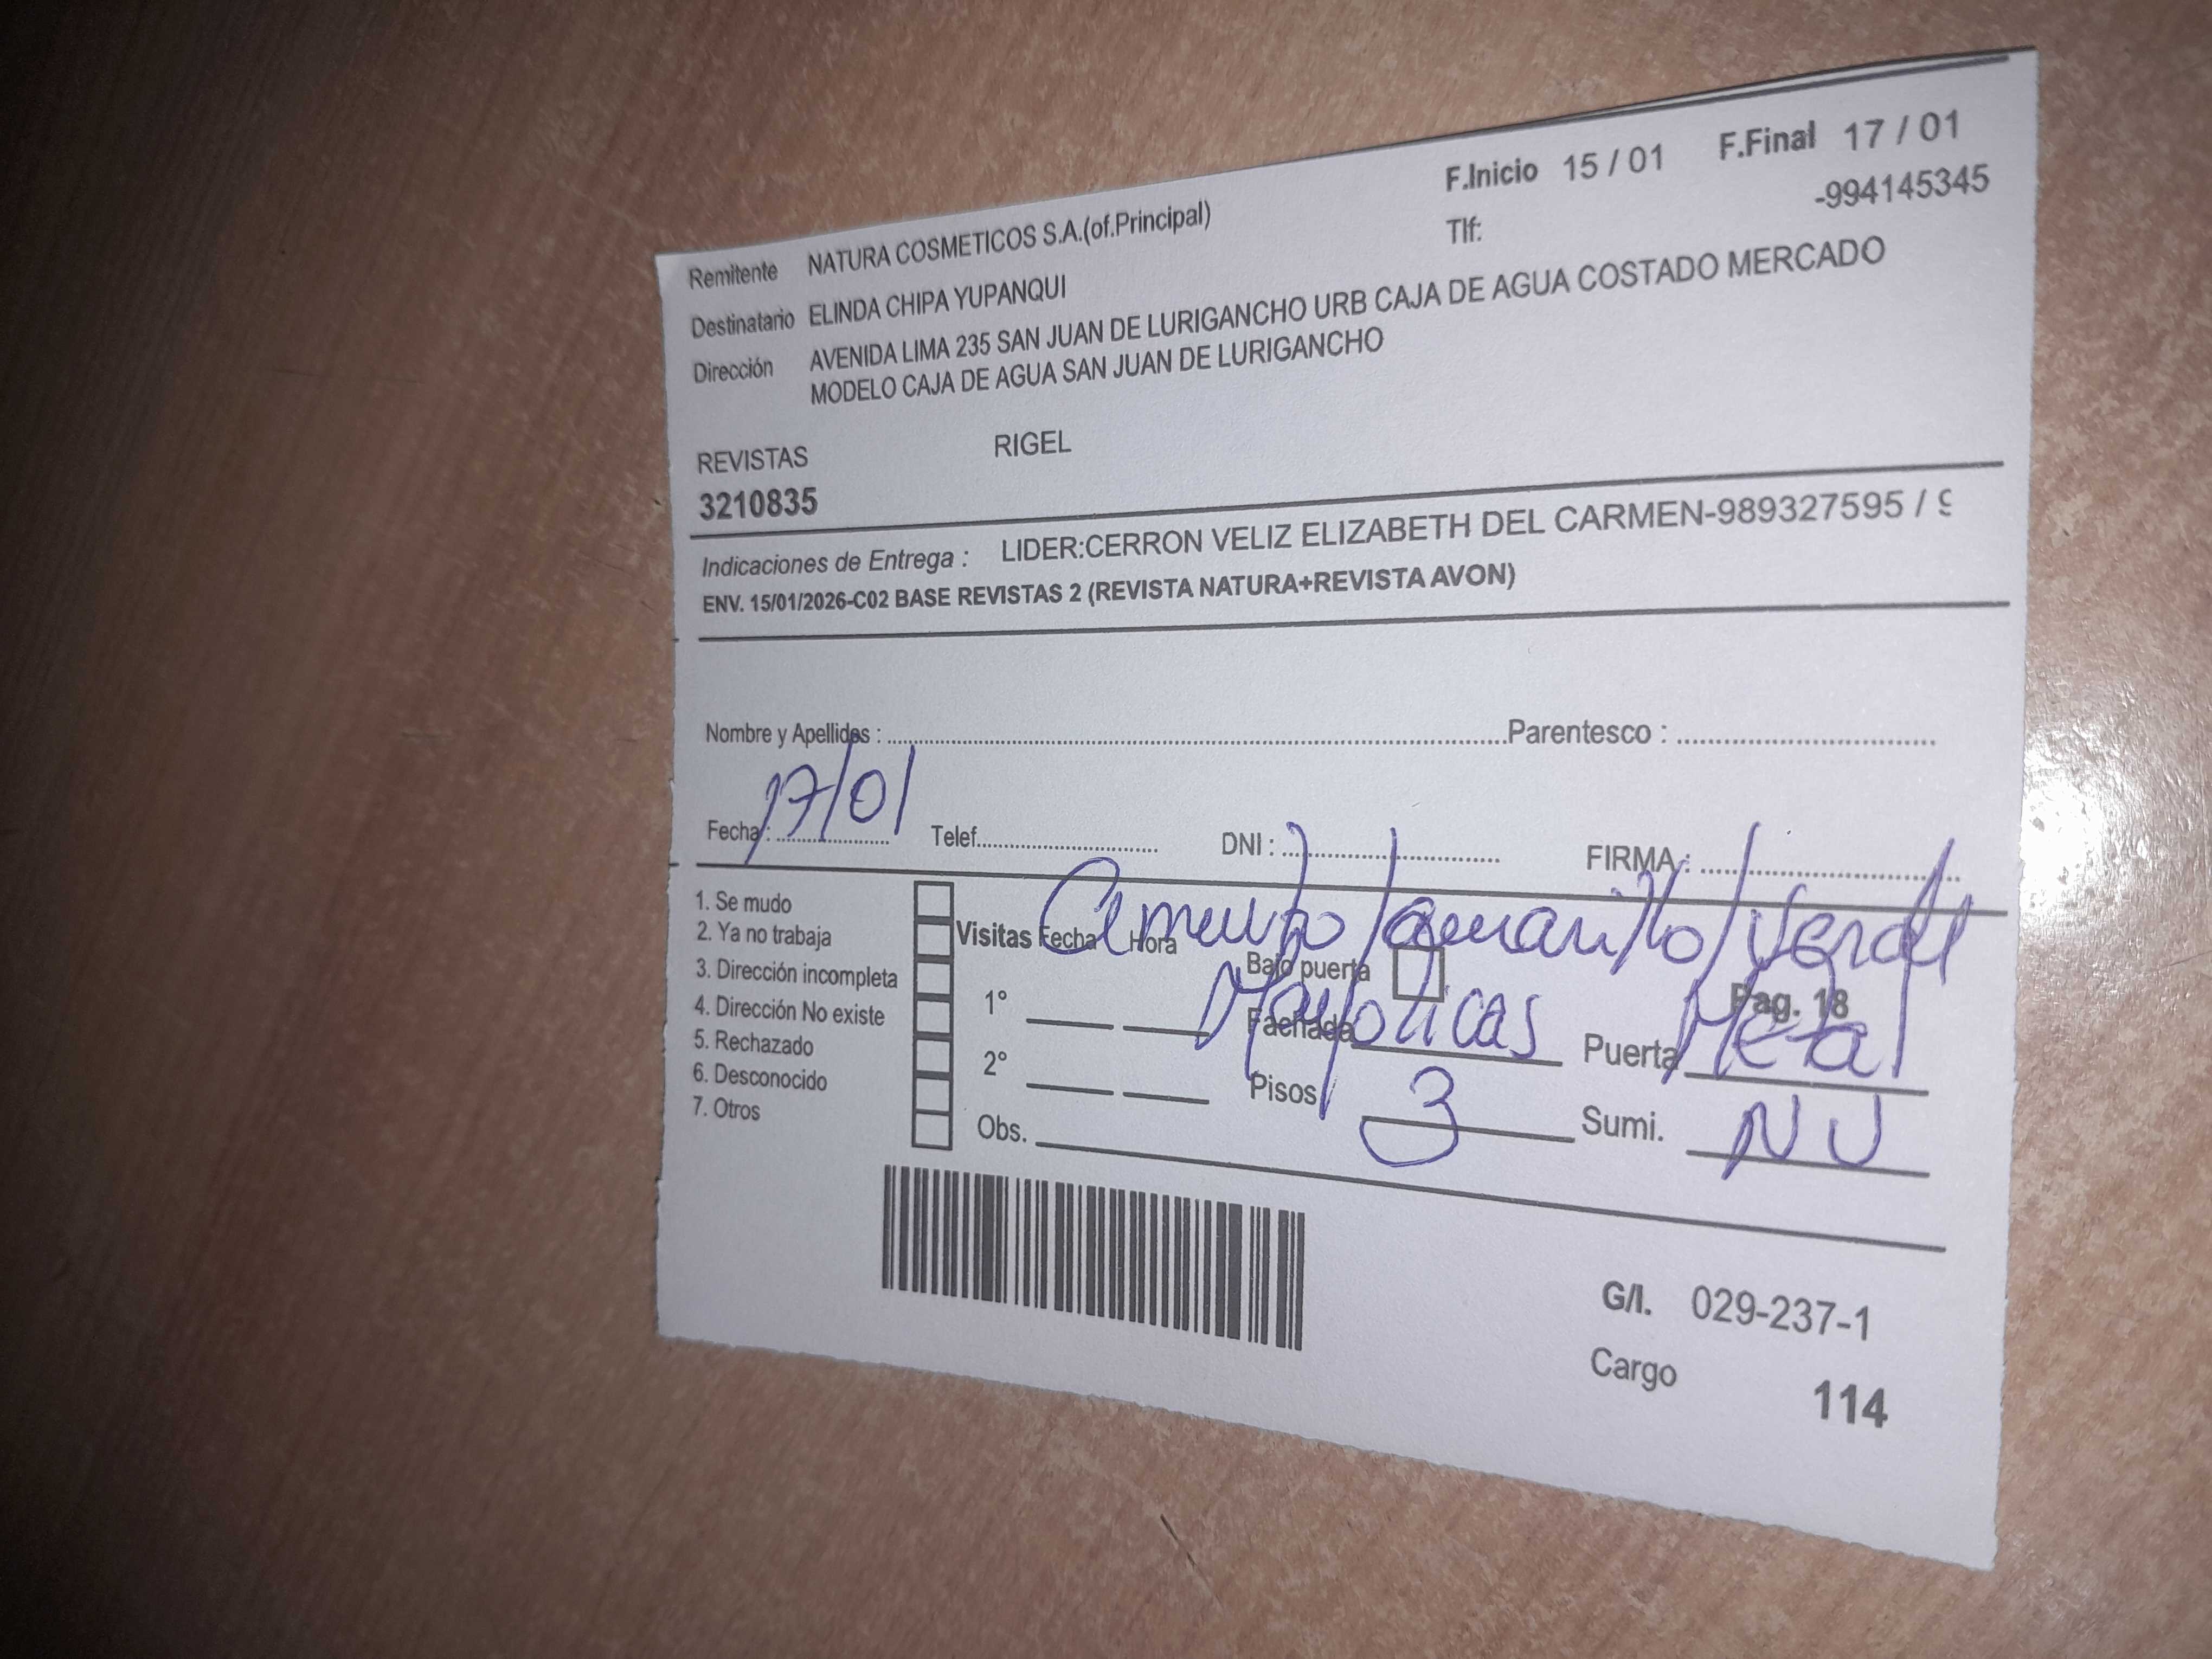 F.Inicio 15 / 01 F.Final 17 / 01
Remitente NATURA COSMETICOS S.A.(of.Principal) Tlf: -994145345
Destinatario ELINDA CHIPA YUPANQUI
Dirección AVENIDA LIMA 235 SAN JUAN DE LURIGANCHO URB CAJA DE AGUA COSTADO MERCADO
MODELO CAJA DE AGUA SAN JUAN DE LURIGANCHO
REVISTAS RIGEL
3210835
Indicaciones de Entrega : LIDER:CERRON VELIZ ELIZABETH DEL CARMEN-989327595 / 9
ENV. 15/01/2026-C02 BASE REVISTAS 2 (REVISTA NATURA+REVISTA AVON)
Nombre y Apellidos : Parentesco :
Fecha : 17/01 Telef. DNI : FIRMA :
Cemento/amarillo/verde
1. Se mudo
2. Ya no trabaja Visitas Fecha Hora
3. Dirección incompleta Bajo puerta
4. Dirección No existe 1° Fachada Mayolicas Puerta Metal Pag. 18
5. Rechazado
6. Desconocido 2° Pisos 3 Sumi. NU
7. Otros Obs.
G/I. 029-237-1
Cargo 114